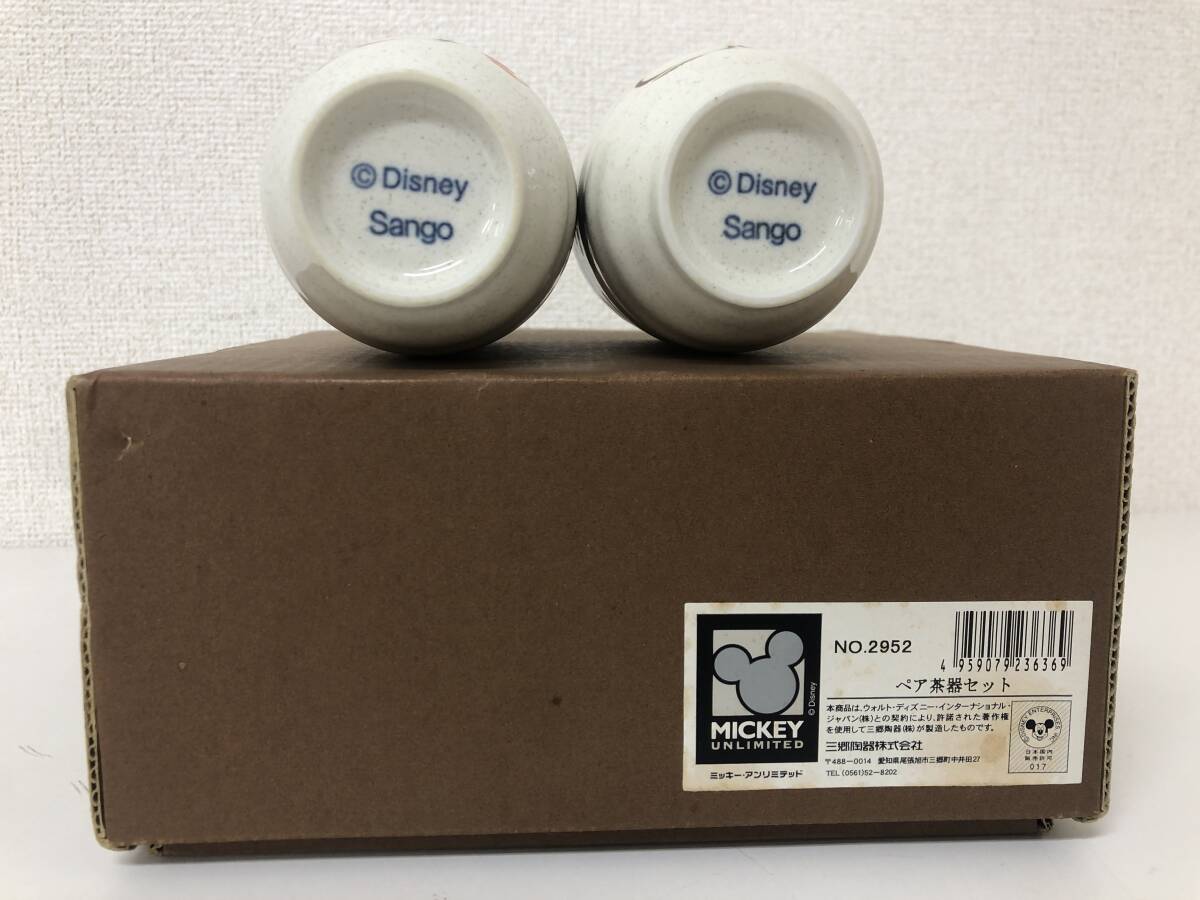 © Disney
Sango
© Disney
Sango
MICKEY
UNLIMITED
© Disney
ミッキー・アンリミテッド
NO.2952
4 959079 236369
ペア茶器セット
本商品は、ウォルト・ディズニー・インターナショナル・
ジャパン(株)との契約により、許諾された著作権
を使用して三郷陶器(株)が製造したものです。
三郷陶器株式会社
〒488-0014 愛知県尾張旭市三郷町中井田27
TEL (0561)52-8202
©DISNEY ENTERPRISES INC.
日本国内
販売許可
017